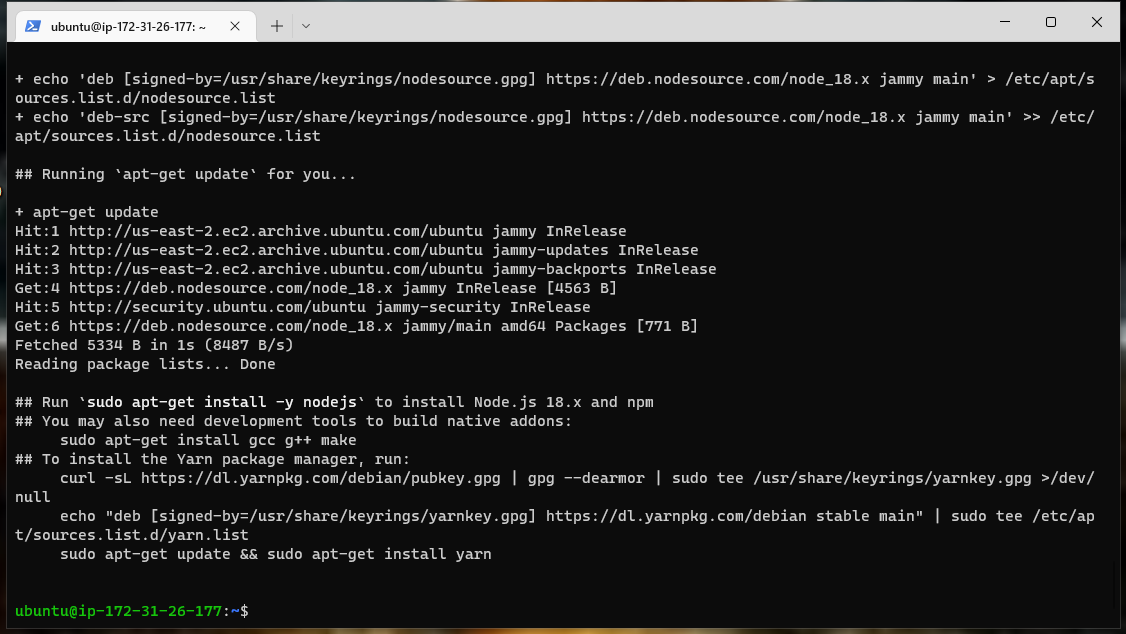 ubuntu@ip-172-31-26-177: ~
+ echo 'deb [signed-by=/usr/share/keyrings/nodesource.gpg] https://deb.nodesource.com/node_18.x jammy main' > /etc/apt/s
ources.list.d/nodesource.list
+ echo 'deb-src [signed-by=/usr/share/keyrings/nodesource.gpg] https://deb.nodesource.com/node_18.x jammy main' >> /etc/
apt/sources.list.d/nodesource.list
## Running `apt-get update` for you...
+ apt-get update
Hit:1 http://us-east-2.ec2.archive.ubuntu.com/ubuntu jammy InRelease
Hit:2 http://us-east-2.ec2.archive.ubuntu.com/ubuntu jammy-updates InRelease
Hit:3 http://us-east-2.ec2.archive.ubuntu.com/ubuntu jammy-backports InRelease
Get:4 https://deb.nodesource.com/node_18.x jammy InRelease [4563 B]
Hit:5 http://security.ubuntu.com/ubuntu jammy-security InRelease
Get:6 https://deb.nodesource.com/node_18.x jammy/main amd64 Packages [771 B]
Fetched 5334 B in 1s (8487 B/s)
Reading package lists... Done
## Run `sudo apt-get install -y nodejs` to install Node.js 18.x and npm
## You may also need development tools to build native addons:
     sudo apt-get install gcc g++ make
## To install the Yarn package manager, run:
     curl -sL https://dl.yarnpkg.com/debian/pubkey.gpg | gpg --dearmor | sudo tee /usr/share/keyrings/yarnkey.gpg >/dev/
null
     echo "deb [signed-by=/usr/share/keyrings/yarnkey.gpg] https://dl.yarnpkg.com/debian stable main" | sudo tee /etc/ap
t/sources.list.d/yarn.list
     sudo apt-get update && sudo apt-get install yarn
ubuntu@ip-172-31-26-177:~$